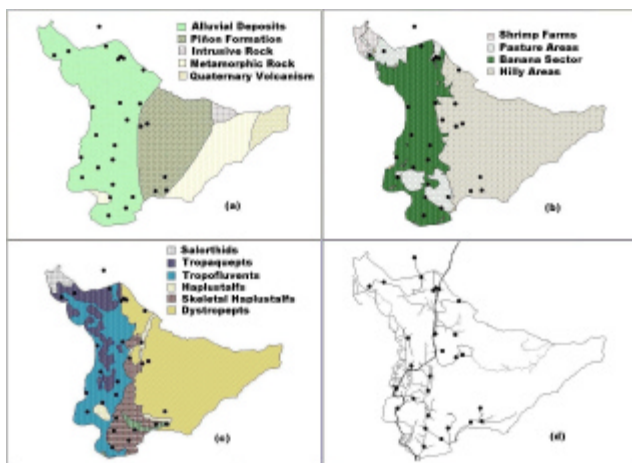 Alluvial Deposits
Piñon Formation
Intrusive Rock
Metamorphic Rock
Quaternary Volcanism
(a)
Shrimp Farms
Pasture Areas
Banana Sector
Hilly Areas
(b)
Salorthids
Tropaquepts
Tropofluvents
Haplustalfs
Skeletal Haplustalfs
Dystropepts
(c)
(d)